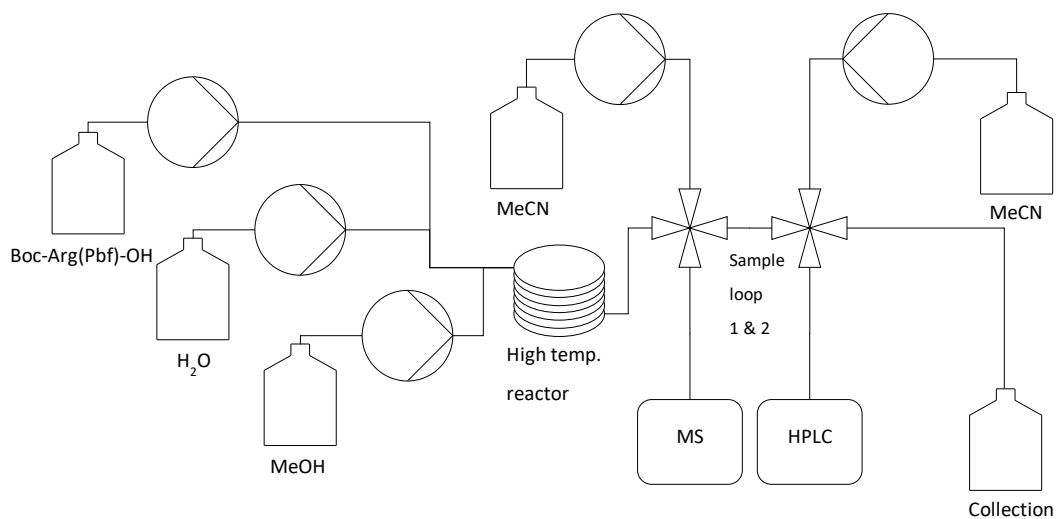 Boc-Arg(Pbf)-OH
H₂O
MeOH
High temp.
reactor
MeCN
Sample
loop
1 & 2
MS
HPLC
MeCN
Collection